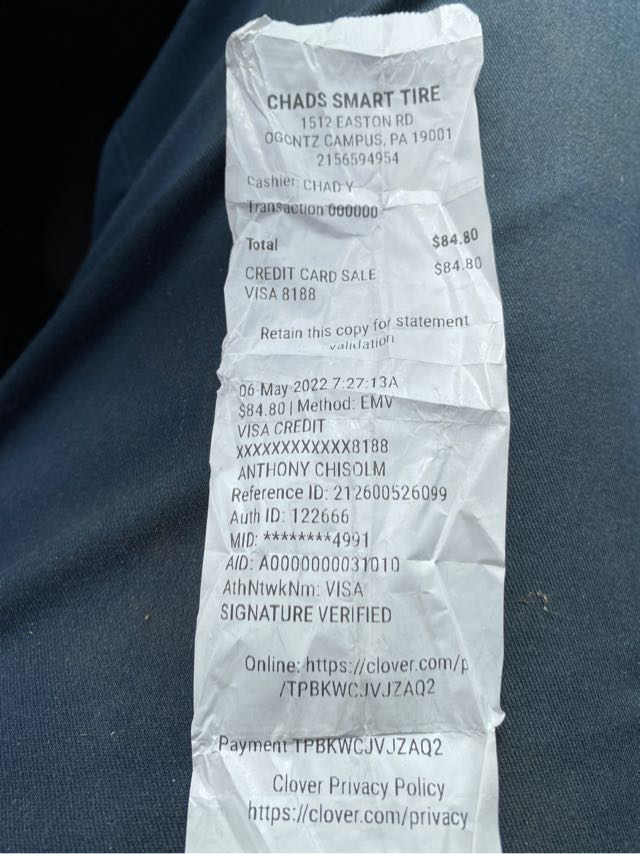 CHADS SMART TIRE
1512 EASTON RD
OGONTZ CAMPUS, PA 19001
2156594954
Cashier: CHAD Y
Transaction 000000
Total $84.80
CREDIT CARD SALE $84.80
VISA 8188
Retain this copy for statement
validation
06-May-2022 7:27:13A
$84.80 | Method: EMV
VISA CREDIT
XXXXXXXXXXXX8188
ANTHONY CHISOLM
Reference ID: 212600526099
Auth ID: 122666
MID: ********4991
AID: A0000000031010
AthNtwkNm: VISA
SIGNATURE VERIFIED
Online: https://clover.com/p
/TPBKWCJVJZAQ2
Payment TPBKWCJVJZAQ2
Clover Privacy Policy
https://clover.com/privacy